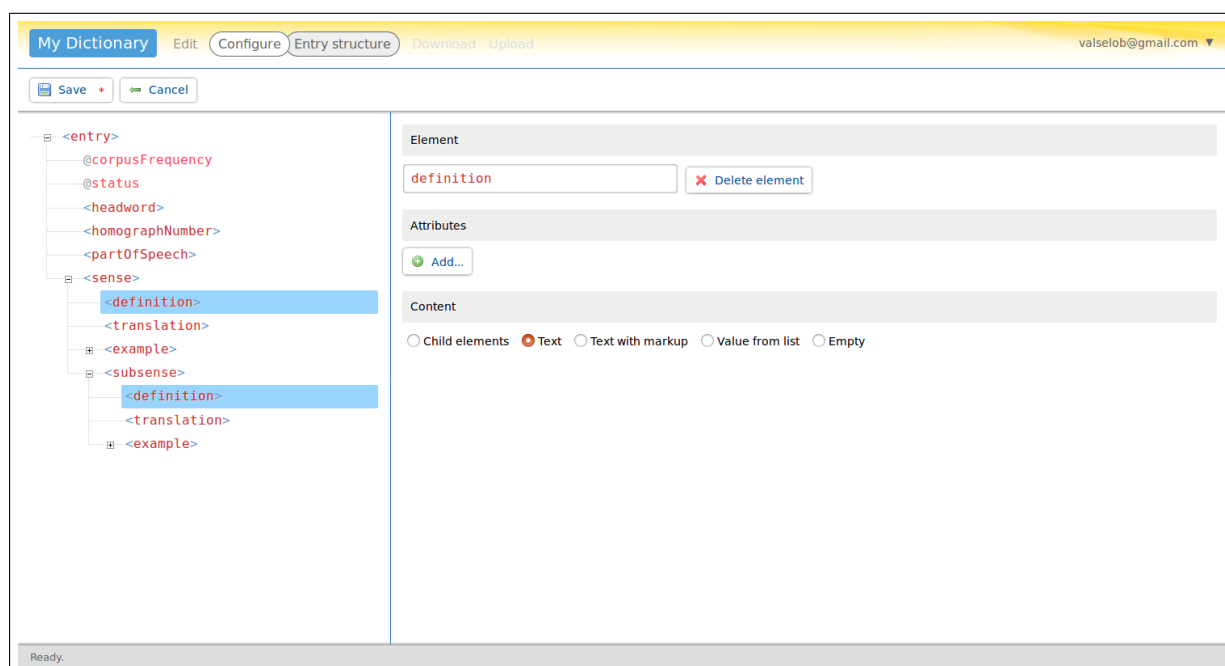 My Dictionary Edit Configure Entry structure Download Upload valselob@gmail.com ▼
Save * Cancel
<entry>
@corpusFrequency
@status
<headword>
<homographNumber>
<partOfSpeech>
<sense>
<definition>
<translation>
<example>
<subsense>
<definition>
<translation>
<example>
Element
definition Delete element
Attributes
Add...
Content
Child elements Text Text with markup Value from list Empty
Ready.